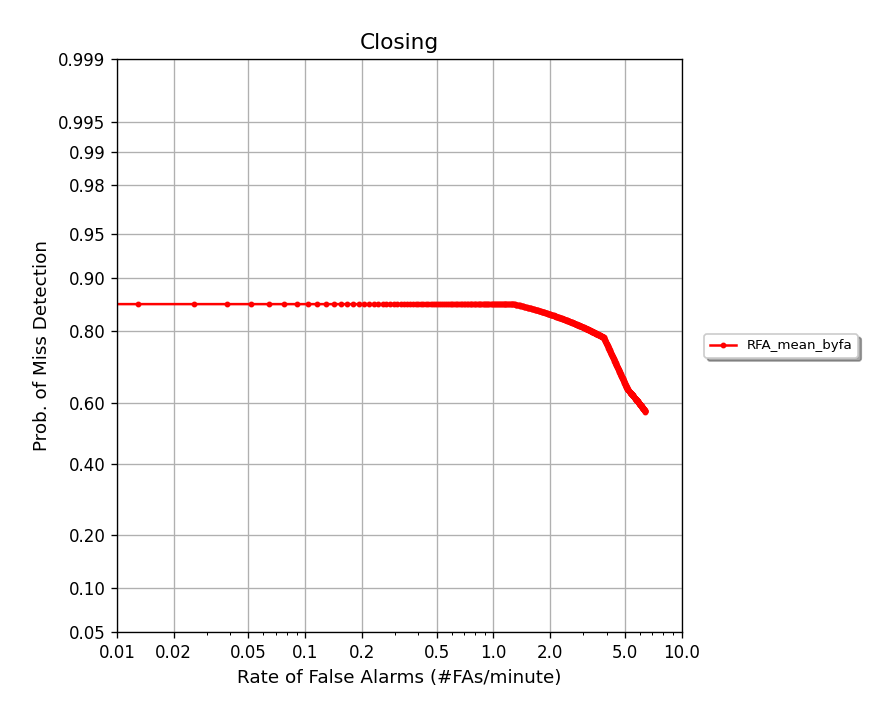 Closing
0.999
0.995
0.99
0.98
0.95
0.90
0.80
0.60
0.40
0.20
0.10
0.05
Prob. of Miss Detection
0.01 0.02 0.05 0.1 0.2 0.5 1.0 2.0 5.0 10.0
Rate of False Alarms (#FAs/minute)
RFA_mean_byfa